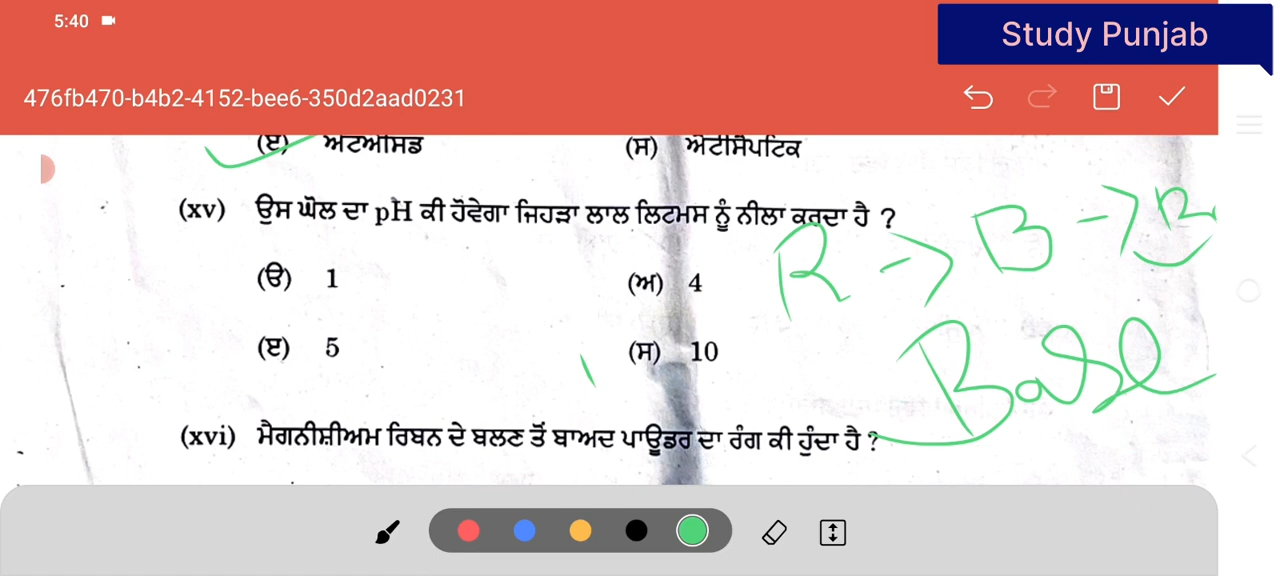 5:40
Study Punjab
476fb470-b4b2-4152-bee6-350d2aad0231
(ੲ) ਐਂਟਐਸਿਡ (ਸ) ਐਂਟੀਸੈਪਟਿਕ
(xv) ਉਸ ਘੋਲ ਦਾ pH ਕੀ ਹੋਵੇਗਾ ਜਿਹੜਾ ਲਾਲ ਲਿਟਮਸ ਨੂੰ ਨੀਲਾ ਕਰਦਾ ਹੈ ?
R → B → B
(ੳ) 1 (ਅ) 4
(ੲ) 5 (ਸ) 10
Base
(xvi) ਮੈਗਨੀਸ਼ੀਅਮ ਰਿਬਨ ਦੇ ਬਲਣ ਤੋਂ ਬਾਅਦ ਪਾਊਡਰ ਦਾ ਰੰਗ ਕੀ ਹੁੰਦਾ ਹੈ ?